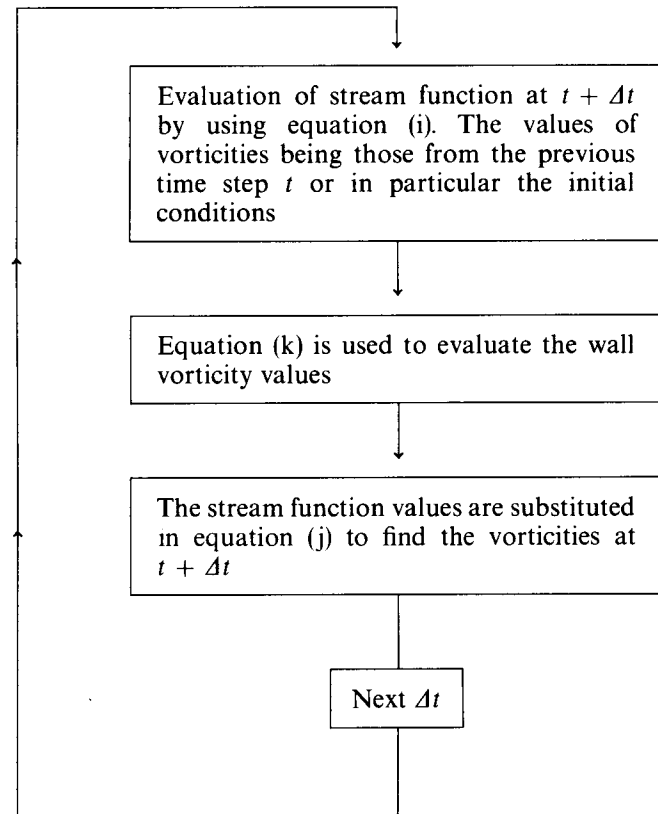 Evaluation of stream function at t + Δt
by using equation (i). The values of
vorticities being those from the previous
time step t or in particular the initial
conditions
Equation (k) is used to evaluate the wall
vorticity values
The stream function values are substituted
in equation (j) to find the vorticities at
t + Δt
Next Δt